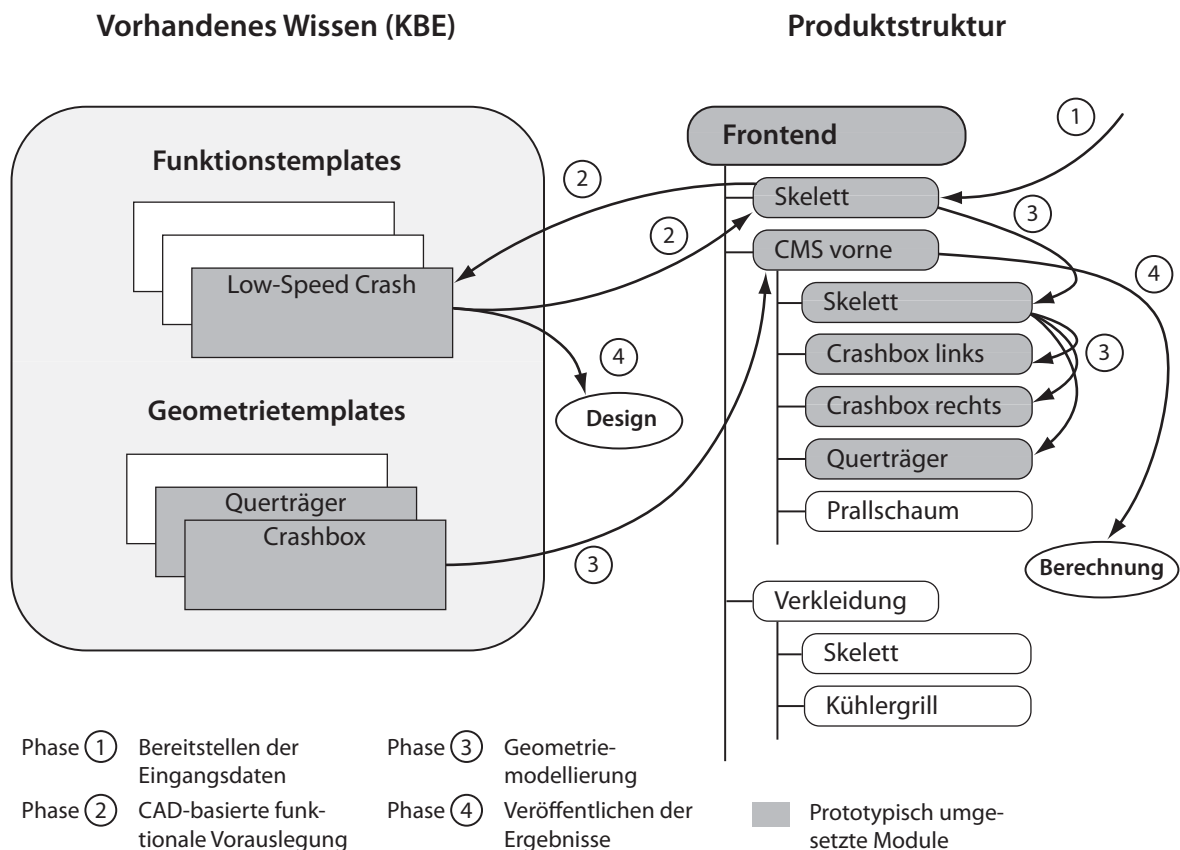 Vorhandenes Wissen (KBE)
Produktstruktur
Funktionstemplates
Low-Speed Crash
Geometrietemplates
Querträger
Crashbox
2
2
4
Design
3
Frontend
1
Skelett
3
CMS vorne
4
Skelett
Crashbox links
3
Crashbox rechts
Querträger
Prallschaum
Berechnung
Verkleidung
Skelett
Kühlergrill
Phase 1 Bereitstellen der
Eingangsdaten
Phase 2 CAD-basierte funk-
tionale Vorauslegung
Phase 3 Geometrie-
modellierung
Phase 4 Veröffentlichen der
Ergebnisse
Prototypisch umge-
setzte Module